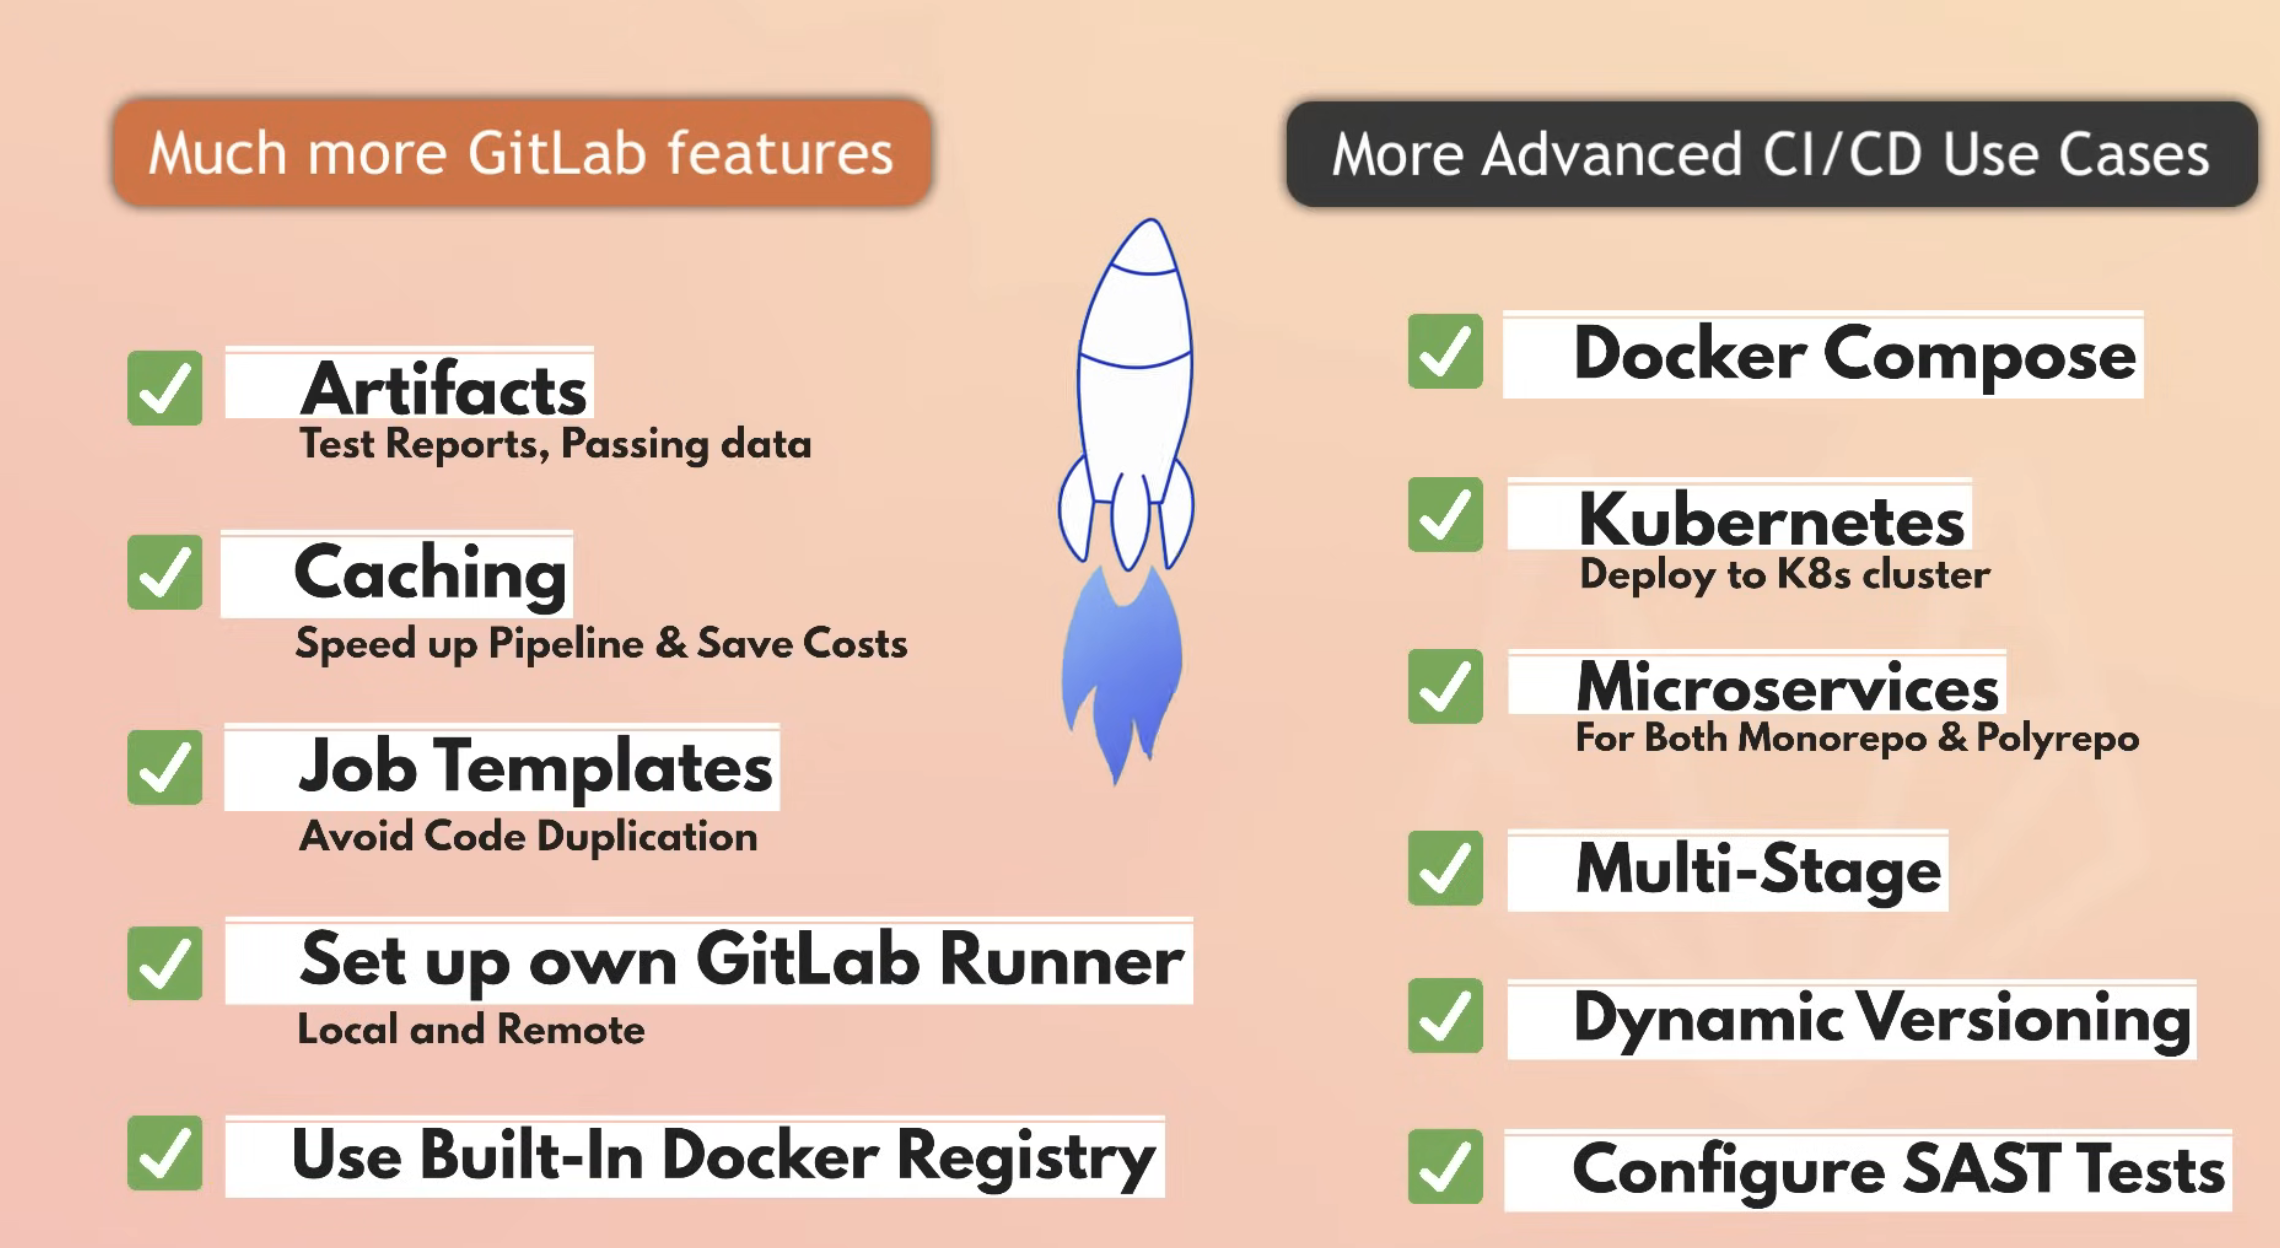 Much more GitLab features
Artifacts
Test Reports, Passing data
Caching
Speed up Pipeline & Save Costs
Job Templates
Avoid Code Duplication
Set up own GitLab Runner
Local and Remote
Use Built-In Docker Registry
More Advanced CI/CD Use Cases
Docker Compose
Kubernetes
Deploy to K8s cluster
Microservices
For Both Monorepo & Polyrepo
Multi-Stage
Dynamic Versioning
Configure SAST Tests